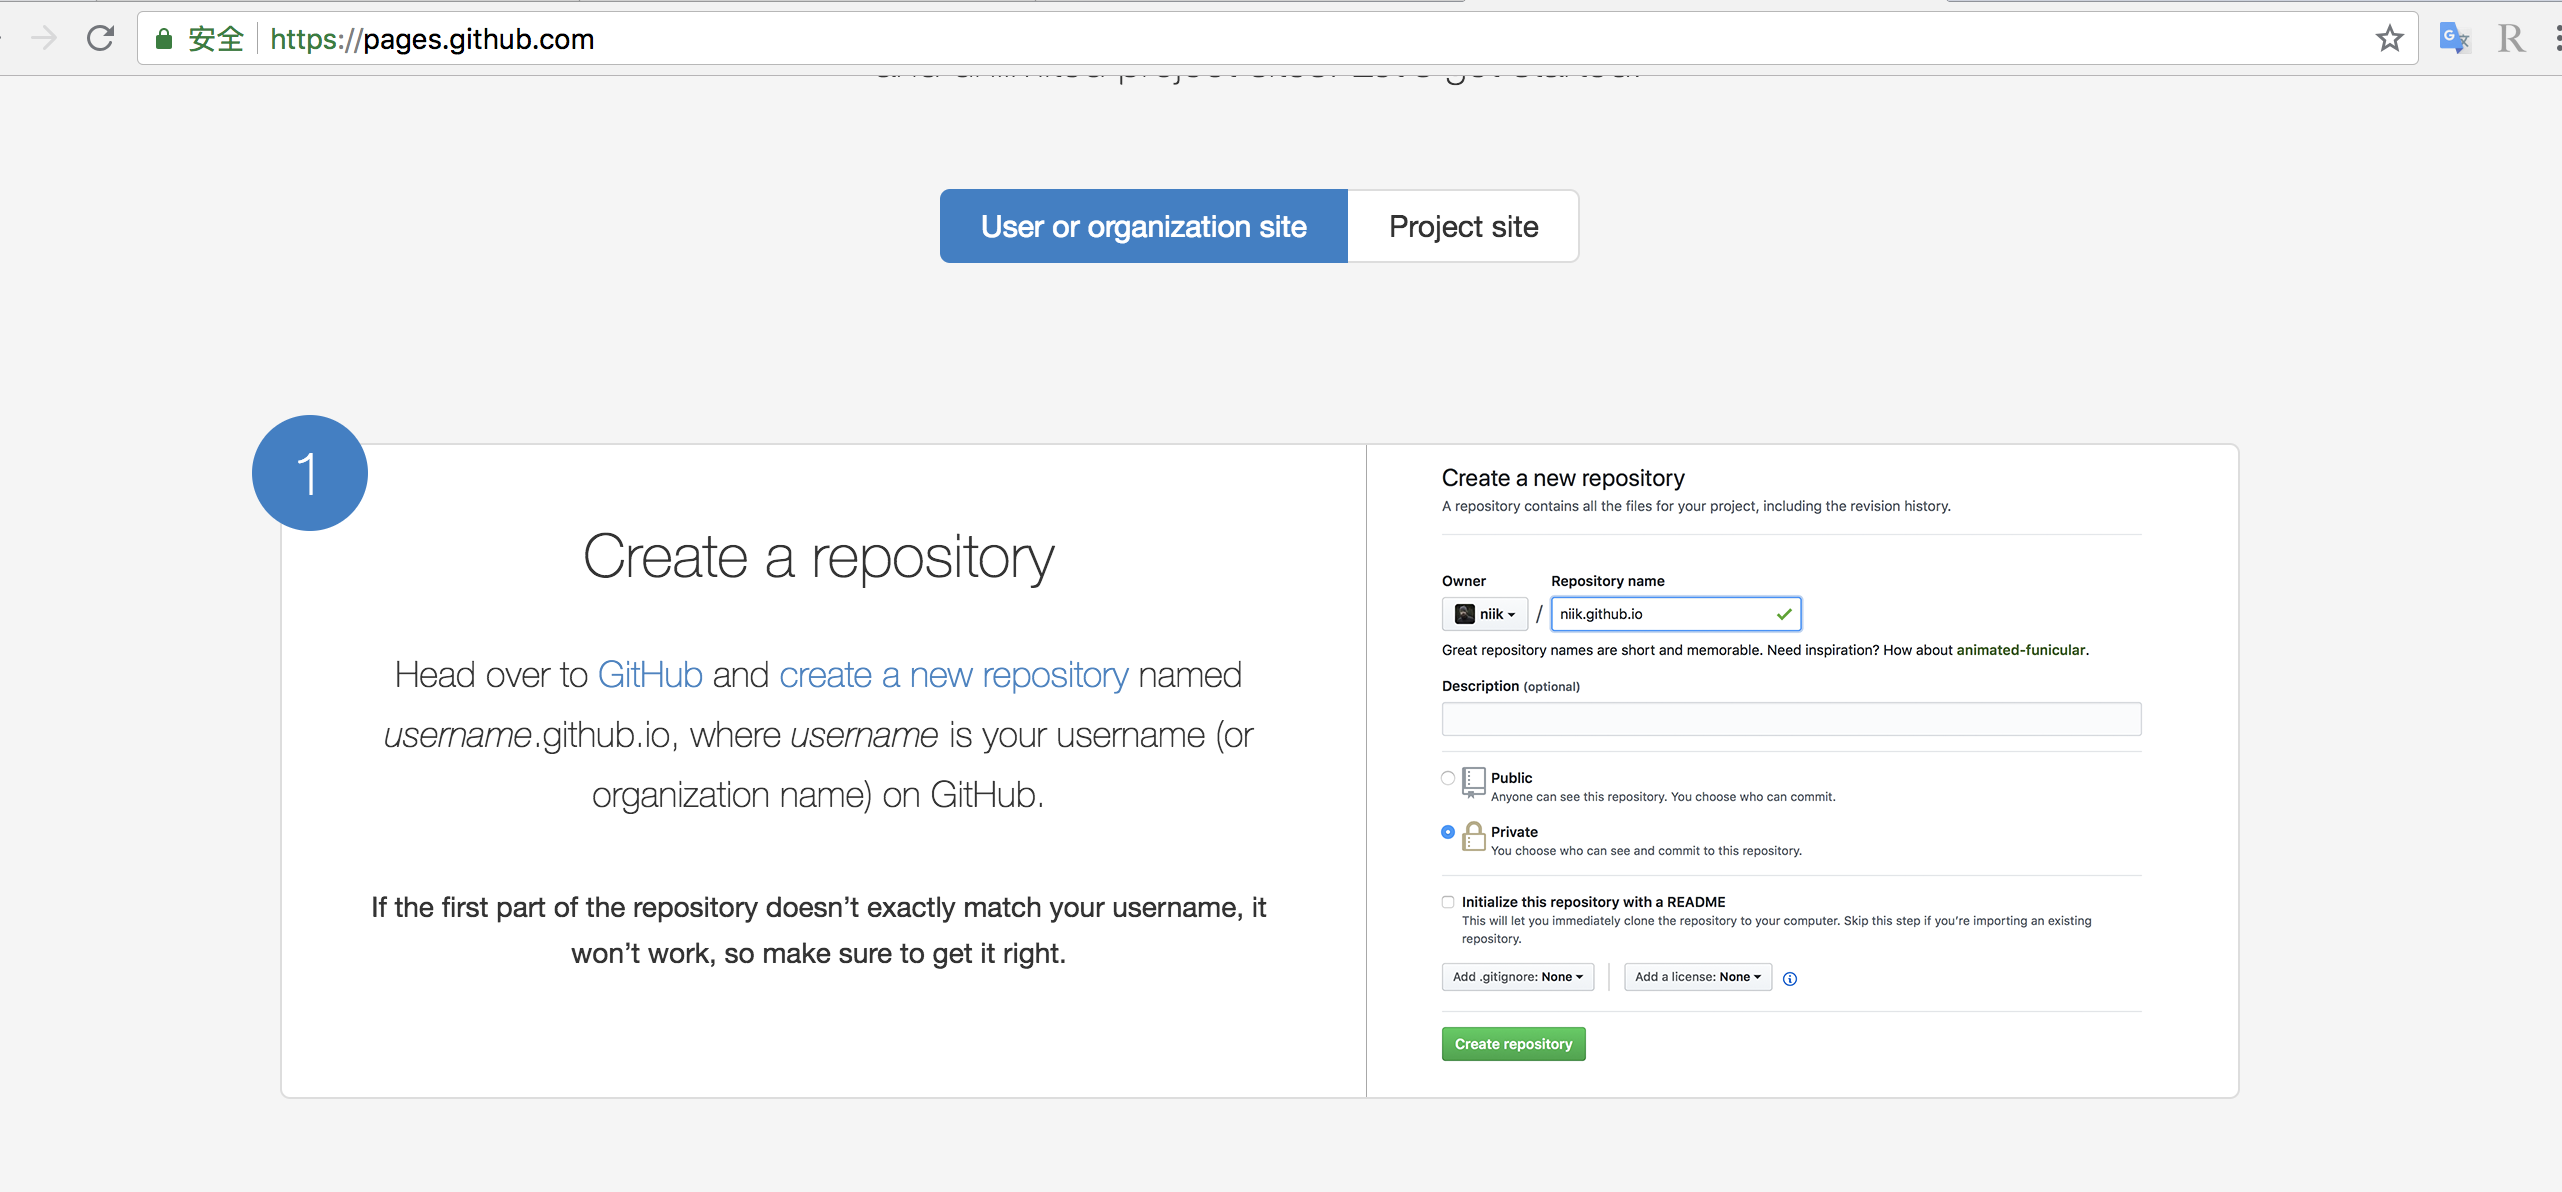 安全 https://pages.github.com
and unlimited project sites. Let's get started.
User or organization site
Project site
1
Create a repository
Head over to GitHub and create a new repository named
username.github.io, where username is your username (or
organization name) on GitHub.
If the first part of the repository doesn’t exactly match your username, it
won’t work, so make sure to get it right.
Create a new repository
A repository contains all the files for your project, including the revision history.
Owner
Repository name
niik / niik.github.io
Great repository names are short and memorable. Need inspiration? How about animated-funicular.
Description (optional)
Public
Anyone can see this repository. You choose who can commit.
Private
You choose who can see and commit to this repository.
Initialize this repository with a README
This will let you immediately clone the repository to your computer. Skip this step if you’re importing an existing
repository.
Add .gitignore: None
Add a license: None
Create repository